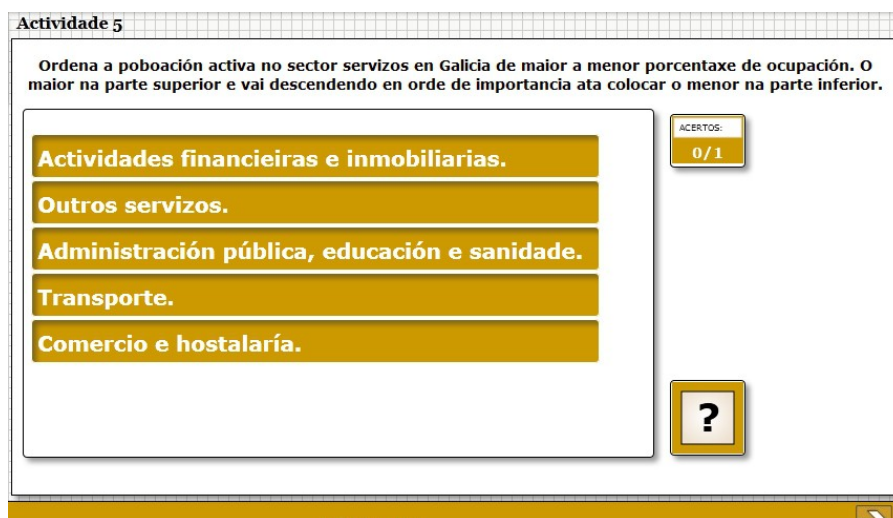 Actividade 5
Ordena a poboación activa no sector servizos en Galicia de maior a menor porcentaxe de ocupación. O
maior na parte superior e vai descendendo en orde de importancia ata colocar o menor na parte inferior.
ACERTOS:
0/1
Actividades financieiras e inmobiliarias.
Outros servizos.
Administración pública, educación e sanidade.
Transporte.
Comercio e hostalaría.
?